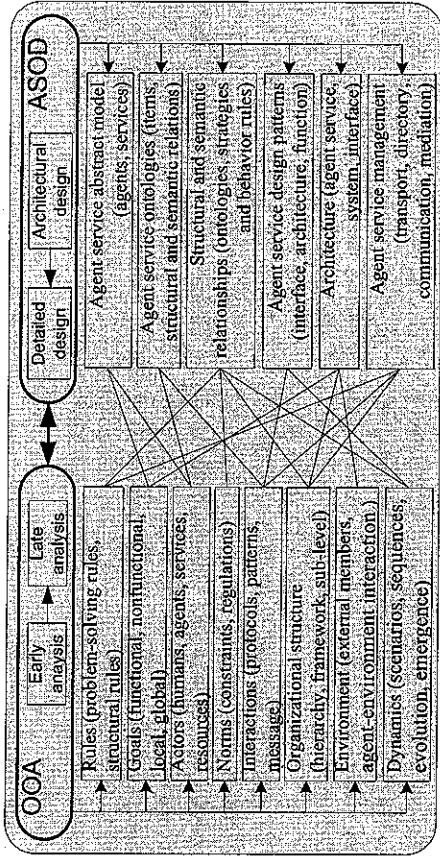 OOA
Early
anaysis
Late
analysis
Rules (problem-solving rules,
structural rules)
Goals (functional, nonfunctional,
local, global)
Actors (humans, agents, services,
resources)
Norms (constraints, regulations)
Interactions (protocols, patterns,
message)
Organizational structure
(hierarchy, framework, sub-level)
Environment (external members,
agent-environment interaction)
Dynamics (scenarios, sequences,
evolution, emergence)
ASOD
Detailed
design
Architectural
design
Agent service abstract model
(agents, services)
Agent service ontologies (items,
structural and semantic relations)
Structural and semantic
relationships (ontologies, strategies
and behavior rules)
Agent service design patterns
(interface, architecture, function)
Architecture (agent service,
system, interface)
Agent service management
(transport, directory,
communication, mediation)